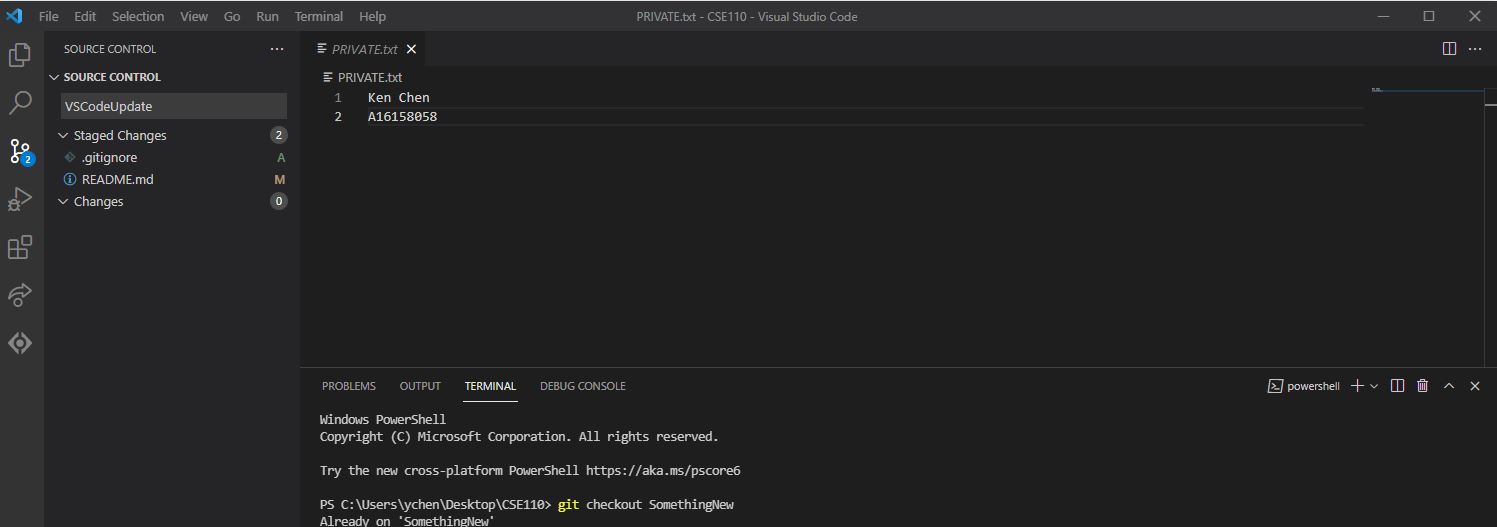 File Edit Selection View Go Run Terminal Help PRIVATE.txt - CSE110 - Visual Studio Code
SOURCE CONTROL ...
SOURCE CONTROL
VSCodeUpdate
Staged Changes 2
.gitignore A
README.md M
Changes 0
2
PRIVATE.txt
PRIVATE.txt
1 Ken Chen
2 A16158058
PROBLEMS OUTPUT TERMINAL DEBUG CONSOLE powershell
Windows PowerShell
Copyright (C) Microsoft Corporation. All rights reserved.
Try the new cross-platform PowerShell https://aka.ms/pscore6
PS C:\Users\ychen\Desktop\CSE110> git checkout SomethingNew
Already on 'SomethingNew'